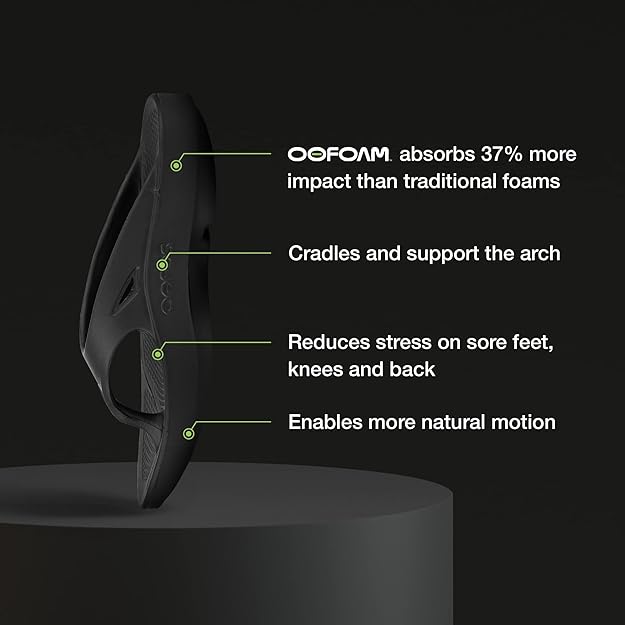 OOFOAM™ absorbs 37% more
impact than traditional foams
Cradles and support the arch
Reduces stress on sore feet,
knees and back
Enables more natural motion